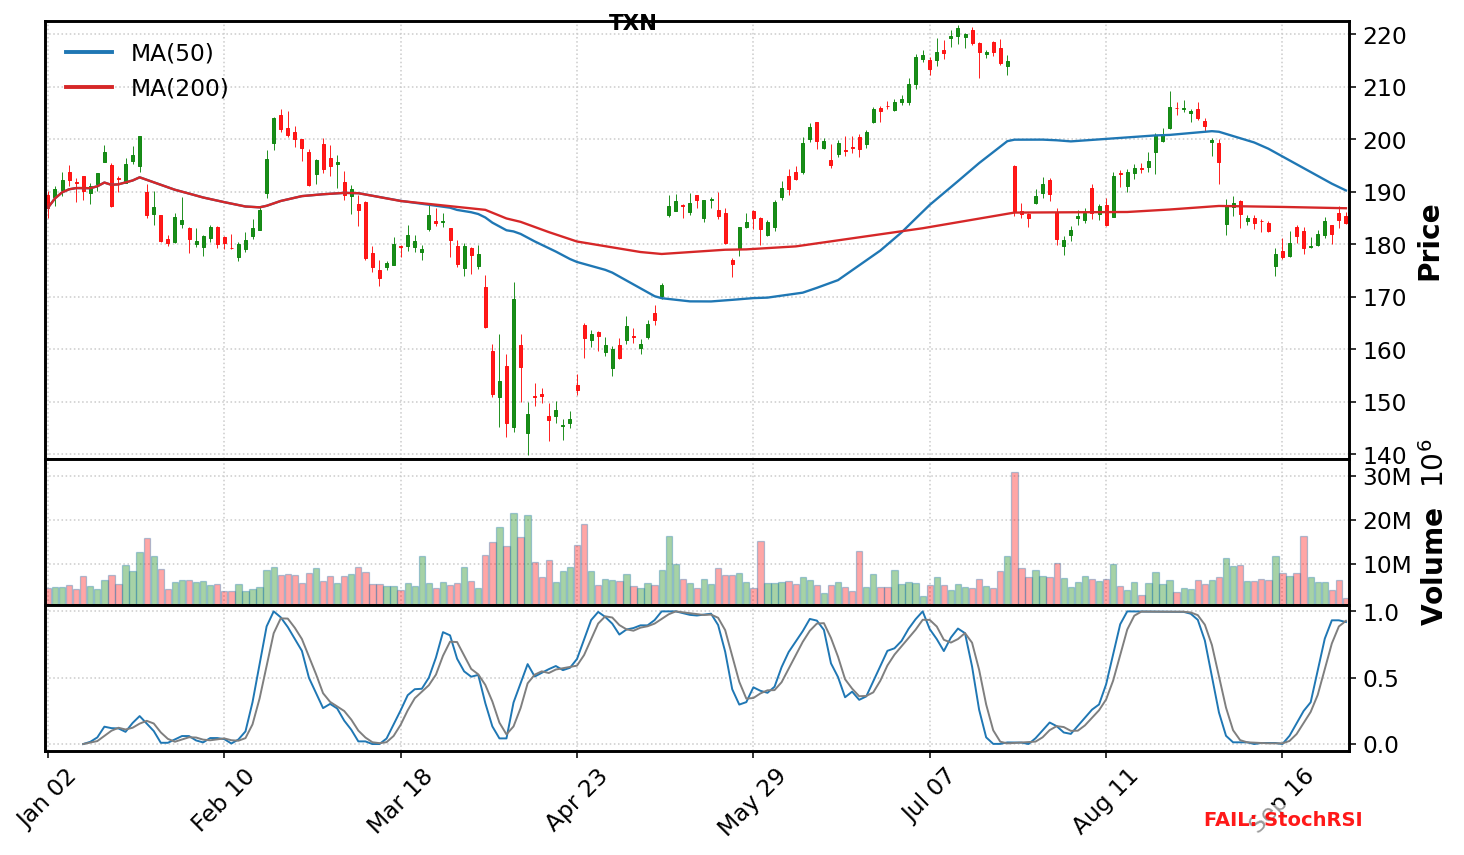 TXN
MA(50)
MA(200)
220
210
200
190
180
170
160
150
140
Price
30M
20M
10M
Volume 10^6
1.0
0.5
0.0
Jan 02
Feb 10
Mar 18
Apr 23
May 29
Jul 07
Aug 11
Sep 16
FAIL: StochRSI